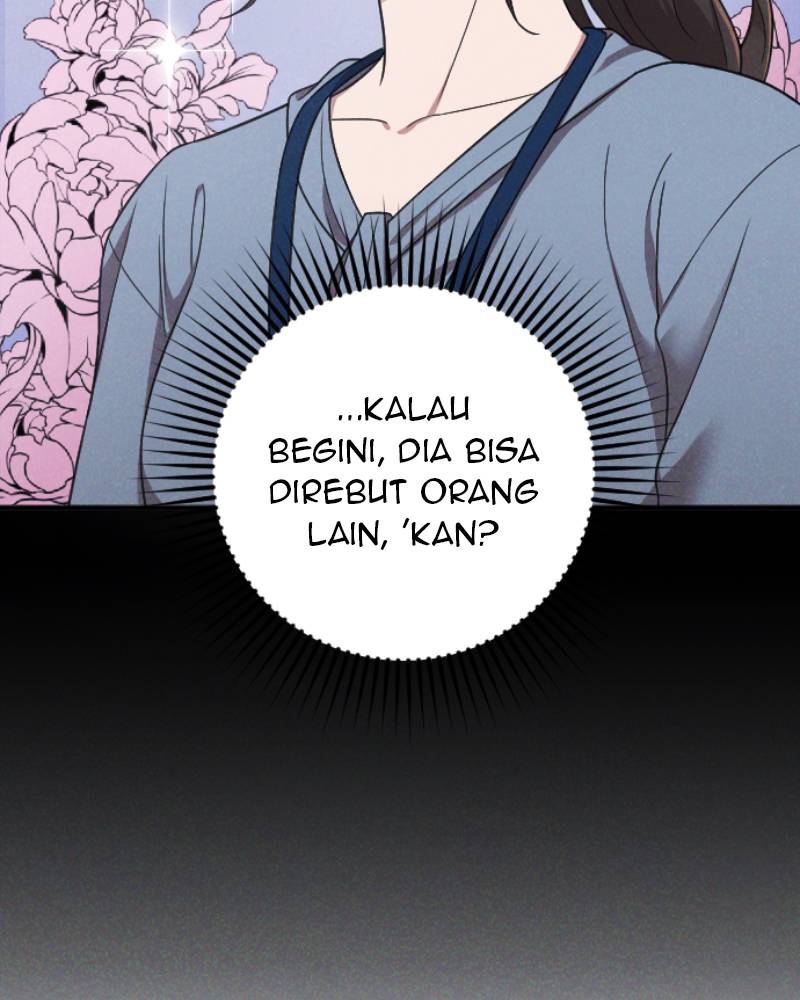 ...KALAU
BEGINI, DIA BISA
DIREBUT ORANG
LAIN, 'KAN?